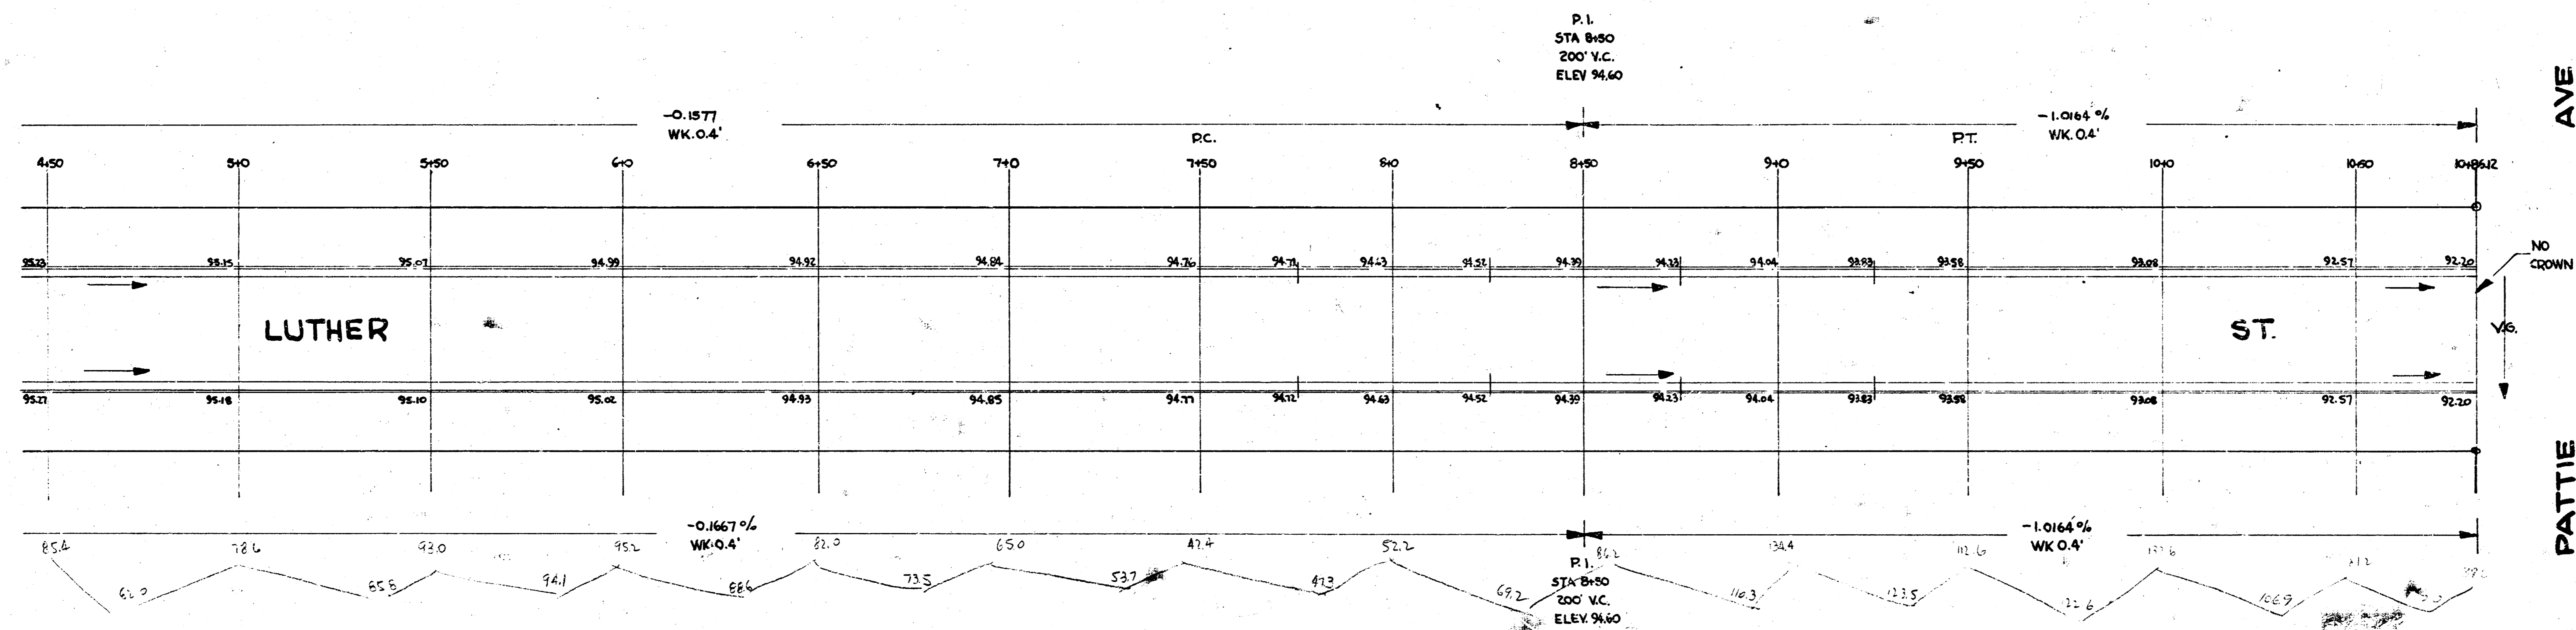 P.I.
STA 8+50
200' V.C.
ELEV 94.60
AVE
-0.1577
WK. 0.4'
-1.0164 %
WK. 0.4'
P.C.
P.T.
4+50 5+0 5+50 6+0 6+50 7+0 7+50 8+0 8+50 9+0 9+50 10+0 10+50 10+86.12
95.23 95.15 95.07 94.99 94.92 94.84 94.76 94.71 94.63 94.52 94.39 94.23 94.04 93.83 93.58 93.08 92.57 92.20
NO
CROWN
LUTHER ST.
V.G.
95.27 95.18 95.10 95.02 94.93 94.85 94.77 94.72 94.63 94.52 94.39 94.23 94.04 93.83 93.58 93.08 92.57 92.20
PATTIE
-0.1667 %
WK. 0.4'
-1.0164 %
WK 0.4'
85.4 78.6 93.0 95.2 82.0 65.0 42.4 52.2 86.2 134.4 112.6
62.0 85.8 94.1 88.6 73.5 53.7 47.3 69.2 110.3 123.5 106.9
P.I.
STA 8+50
200' V.C.
ELEV. 94.60